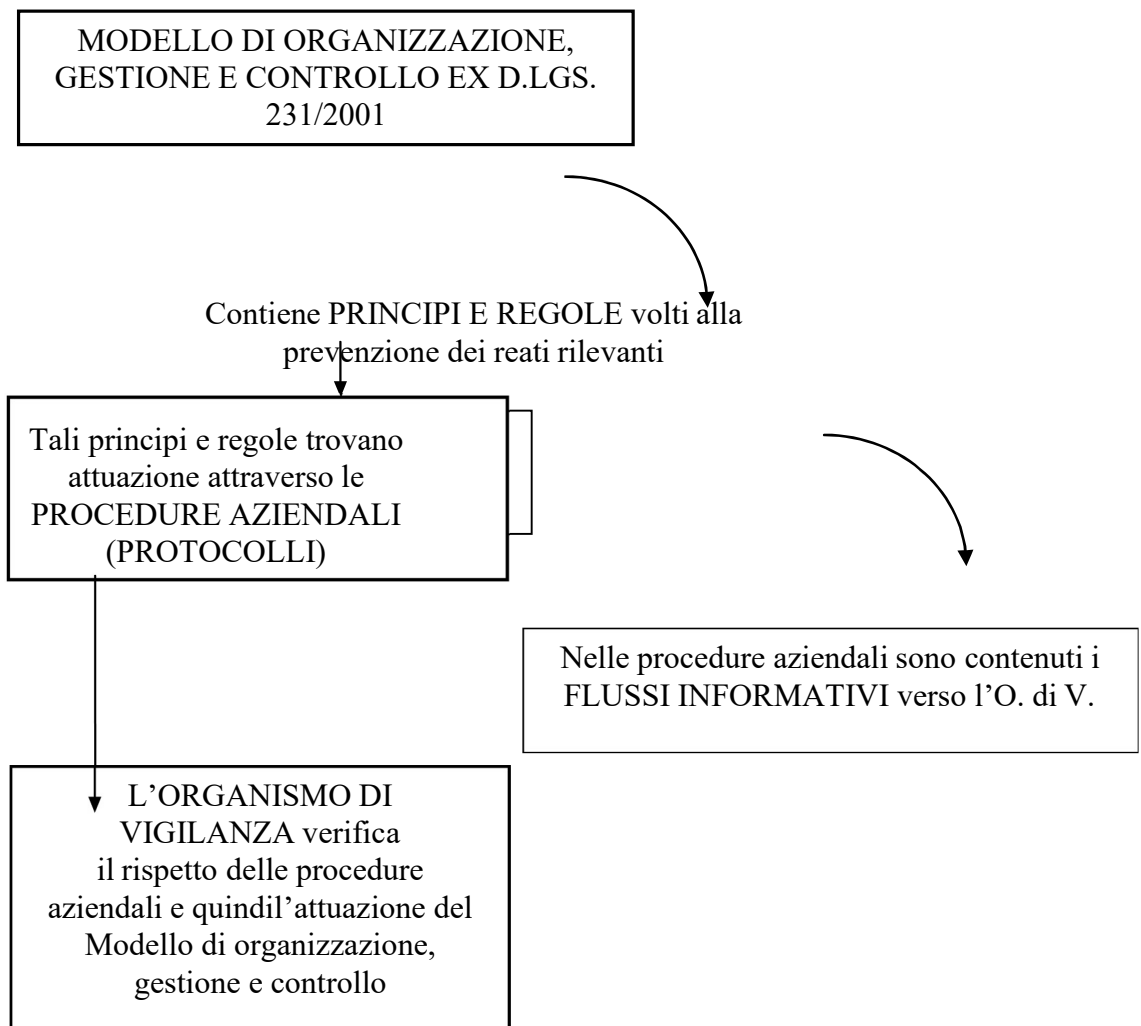 MODELLO DI ORGANIZZAZIONE,
GESTIONE E CONTROLLO EX D.LGS.
231/2001
Contiene PRINCIPI E REGOLE volti alla
prevenzione dei reati rilevanti
Tali principi e regole trovano
attuazione attraverso le
PROCEDURE AZIENDALI
(PROTOCOLLI)
Nelle procedure aziendali sono contenuti i
FLUSSI INFORMATIVI verso l’O. di V.
L’ORGANISMO DI
VIGILANZA verifica
il rispetto delle procedure
aziendali e quindil’attuazione del
Modello di organizzazione,
gestione e controllo